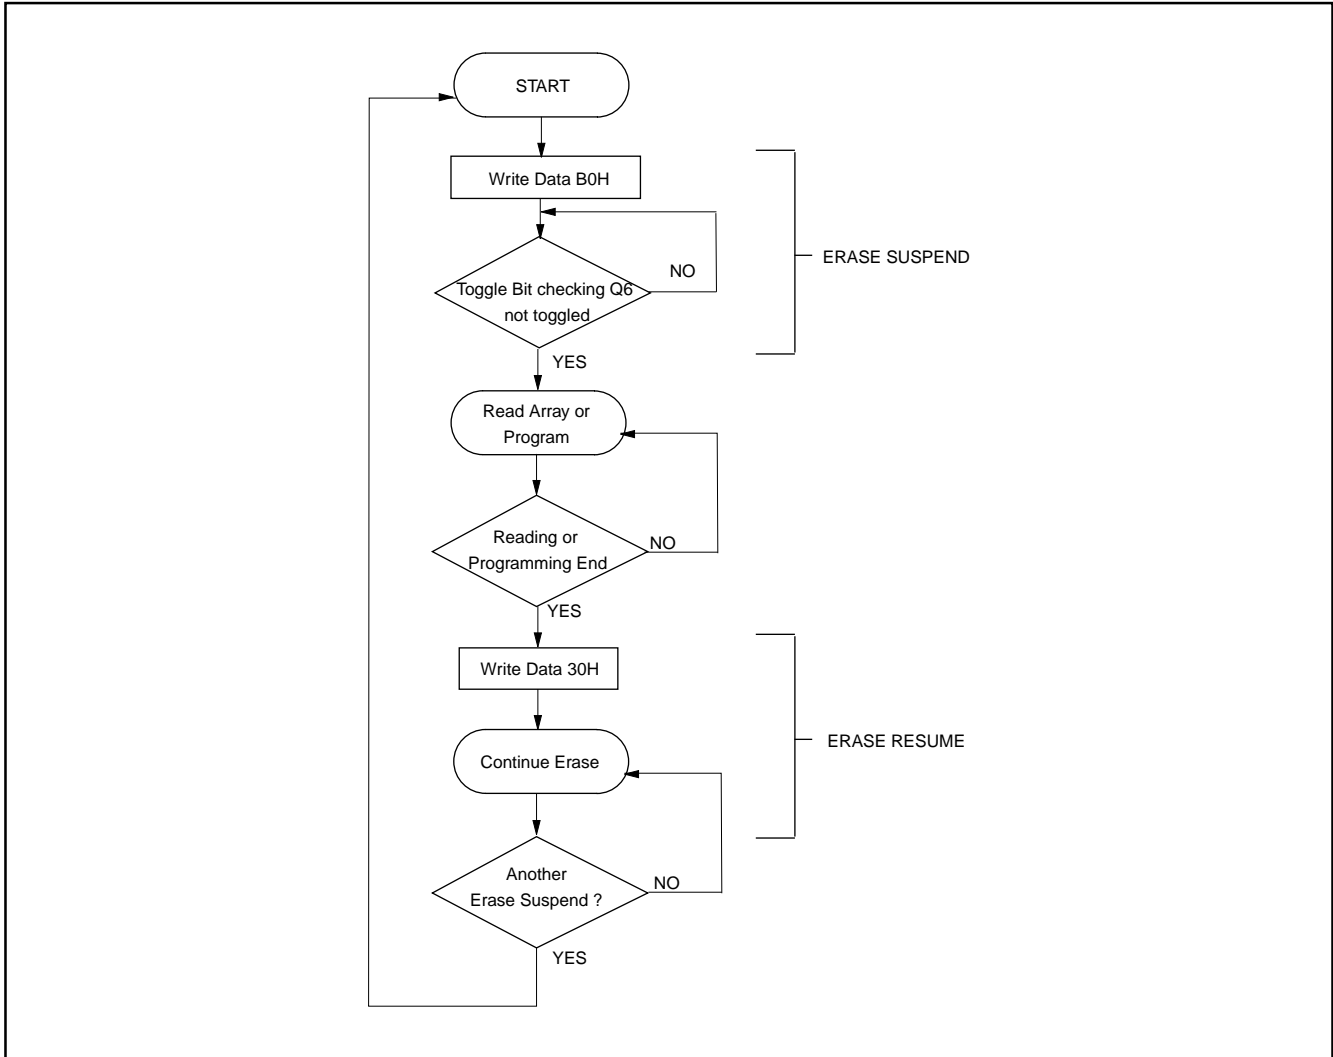 START
Write Data B0H
ERASE SUSPEND
NO
Toggle Bit checking Q6
not toggled
YES
Read Array or
Program
Reading or
NO
Programming End
YES
Write Data 30H
ERASE RESUME
Continue Erase
Another
NO
Erase Suspend ?
YES